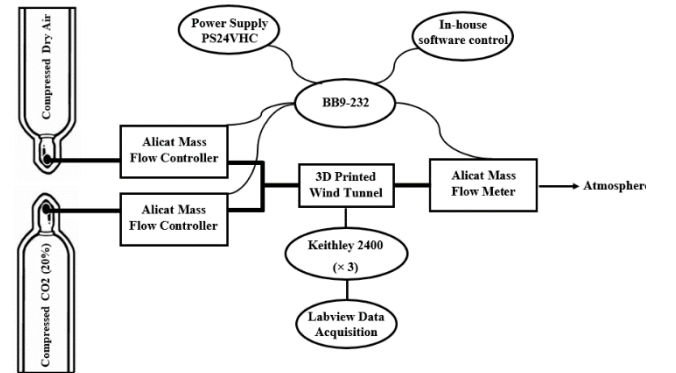 Power Supply
PS24VHC
In-house
software control
Compressed Dry Air
BB9-232
Alicat Mass
Flow Controller
3D Printed
Wind Tunnel
Alicat Mass
Flow Meter
Atmosphere
Alicat Mass
Flow Controller
Compressed CO2 (20%)
Keithley 2400
(× 3)
Labview Data
Acquisition